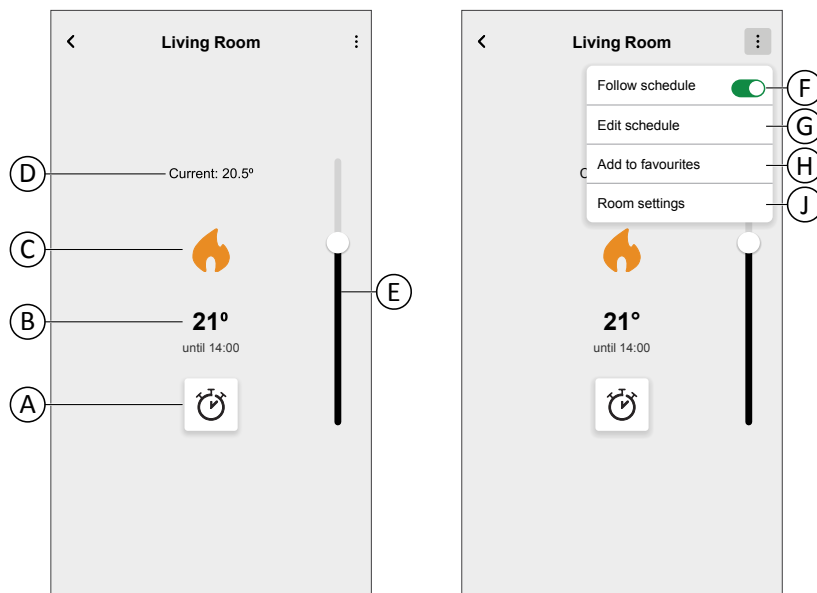 Living Room
D
Current: 20.5º
C
E
B
21º
until 14:00
A
Living Room
Follow schedule
F
Edit schedule
G
C
Add to favourites
H
Room settings
J
21°
until 14:00